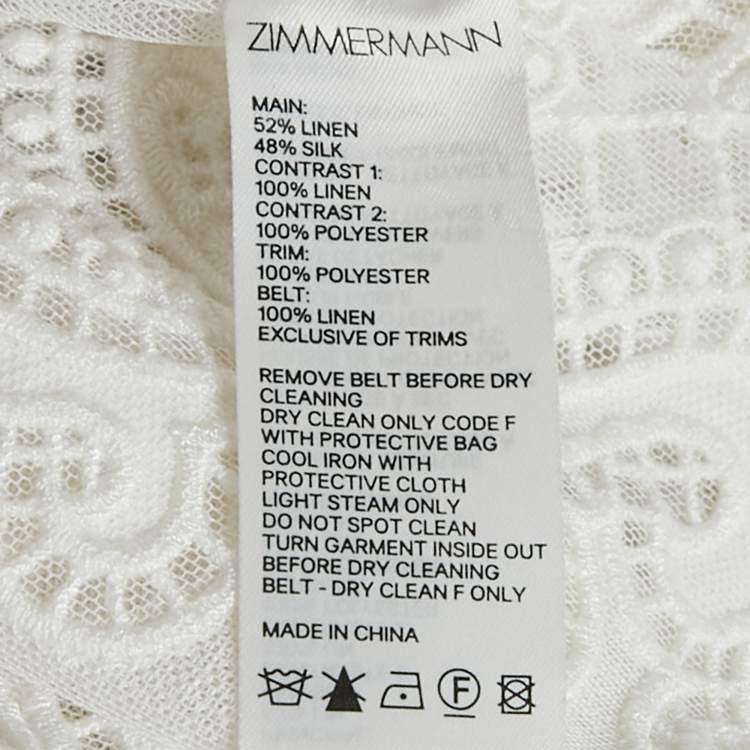 ZIMMERMANN
MAIN:
52% LINEN
48% SILK
CONTRAST 1:
100% LINEN
CONTRAST 2:
100% POLYESTER
TRIM:
100% POLYESTER
BELT:
100% LINEN
EXCLUSIVE OF TRIMS
REMOVE BELT BEFORE DRY
CLEANING
DRY CLEAN ONLY CODE F
WITH PROTECTIVE BAG
COOL IRON WITH
PROTECTIVE CLOTH
LIGHT STEAM ONLY
DO NOT SPOT CLEAN
TURN GARMENT INSIDE OUT
BEFORE DRY CLEANING
BELT - DRY CLEAN F ONLY
MADE IN CHINA
F